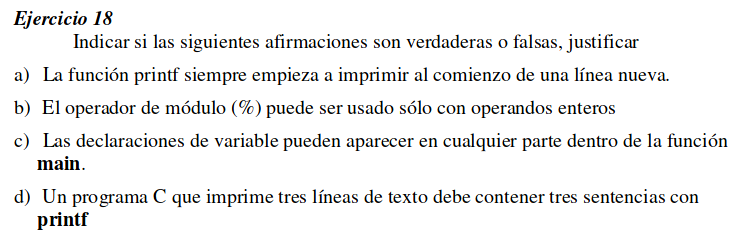 Ejercicio 18
Indicar si las siguientes afirmaciones son verdaderas o falsas, justificar
a) La función printf siempre empieza a imprimir al comienzo de una línea nueva.
b) El operador de módulo (%) puede ser usado sólo con operandos enteros
c) Las declaraciones de variable pueden aparecer en cualquier parte dentro de la función
main.
d) Un programa C que imprime tres líneas de texto debe contener tres sentencias con
printf